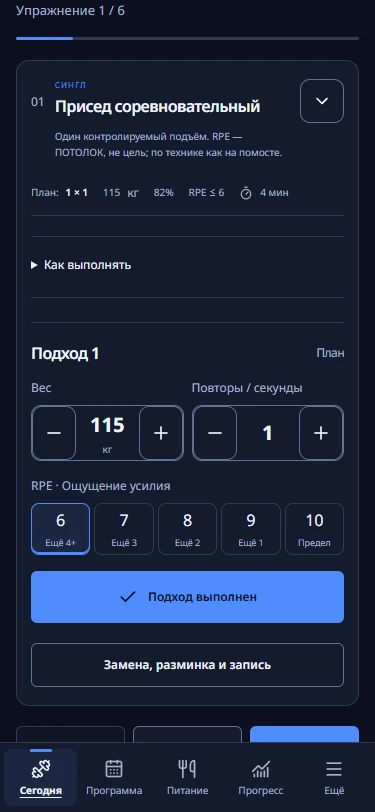 Упражнение 1 / 6
СИНГЛ
01 Присед соревновательный
Один контролируемый подъём. RPE —
ПОТОЛОК, не цель; по технике как на помосте.
План: 1 × 1 115 кг 82% RPE ≤ 6 4 мин
Как выполнять
Подход 1 План
Вес Повторы / секунды
− 115 + − 1 +
кг
RPE · Ощущение усилия
6 7 8 9 10
Ещё 4+ Ещё 3 Ещё 2 Ещё 1 Предел
Подход выполнен
Замена, разминка и запись
Сегодня Программа Питание Прогресс Ещё